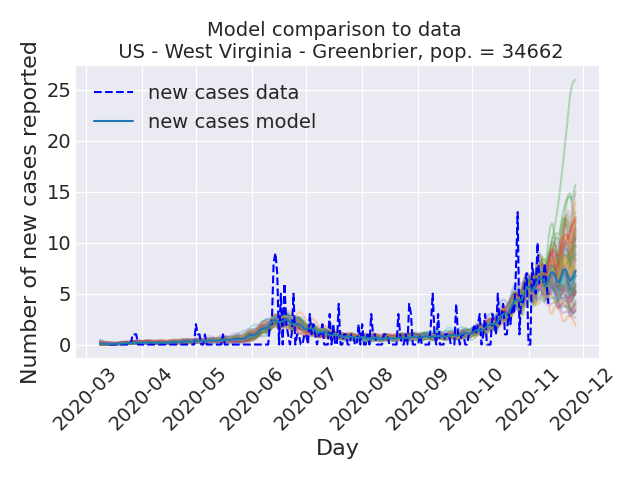 Model comparison to data
US - West Virginia - Greenbrier, pop. = 34662
Number of new cases reported
25
20
15
10
5
0
new cases data
new cases model
2020-03
2020-04
2020-05
2020-06
2020-07
2020-08
2020-09
2020-10
2020-11
2020-12
Day